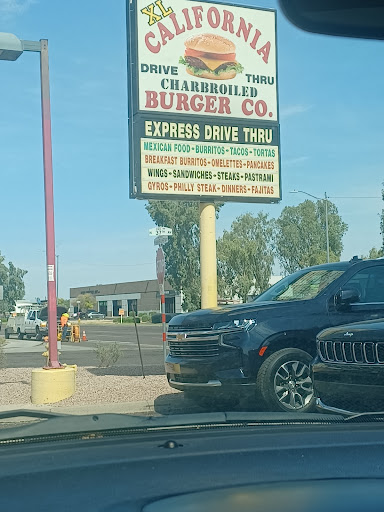 XL
CALIFORNIA
DRIVE THRU
CHARBROILED
BURGER CO.
EXPRESS DRIVE THRU
MEXICAN FOOD-BURRITOS-TACOS-TORTAS
BREAKFAST BURRITOS-OMELETTES-PANCAKES
WINGS-SANDWICHES-STEAKS-PASTRAMI
GYROS-PHILLY STEAK-DINNERS-FAJITAS